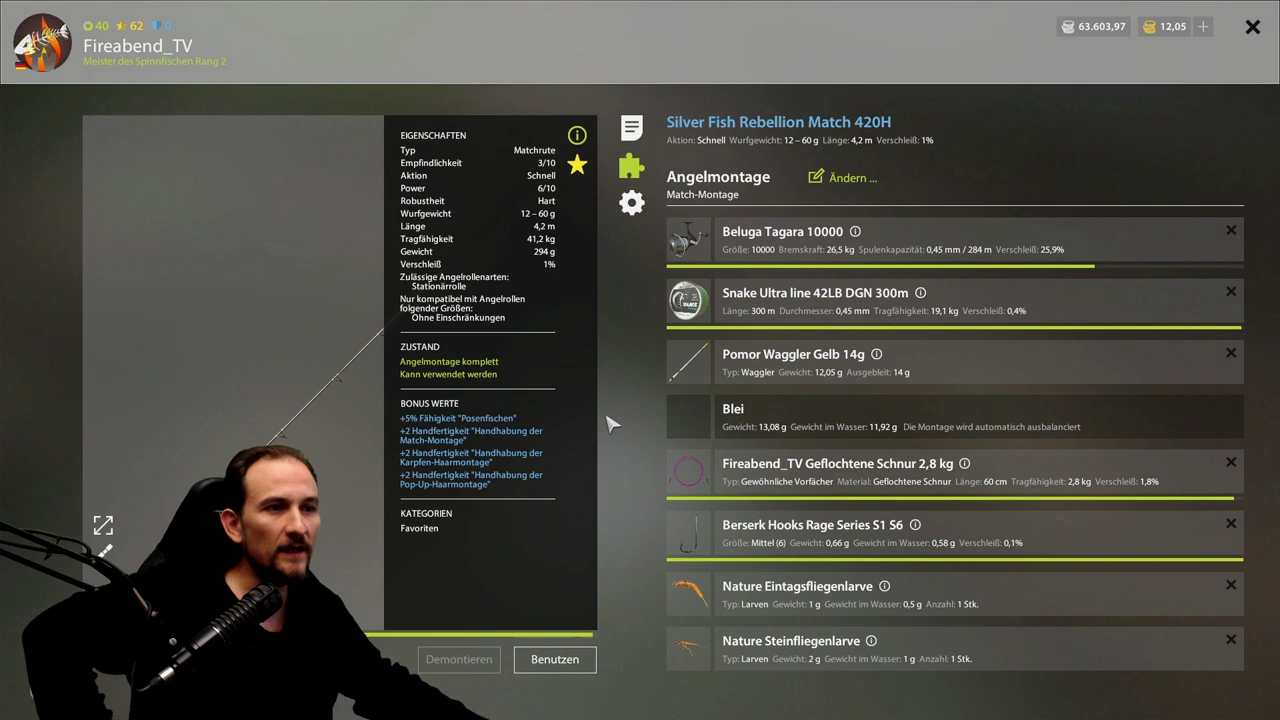 40 62 0
Fireabend_TV
Meister des Spinnfischen Rang 2
63.603,97 12,05
EIGENSCHAFTEN
Typ Matchrute
Empfindlichkeit 3/10
Aktion Schnell
Power 6/10
Robustheit Hart
Wurfgewicht 12 – 60 g
Länge 4,2 m
Tragfähigkeit 41,2 kg
Gewicht 294 g
Verschleiß 1%
Zulässige Angelrollenarten:
Stationärrolle
Nur kompatibel mit Angelrollen
folgender Größen:
Ohne Einschränkungen
ZUSTAND
Angelmontage komplett
Kann verwendet werden
BONUS WERTE
+5% Fähigkeit "Posenfischen"
+2 Handfertigkeit "Handhabung der
Match-Montage"
+2 Handfertigkeit "Handhabung der
Karpfen-Haarmontage"
+2 Handfertigkeit "Handhabung der
Pop-Up-Haarmontage"
KATEGORIEN
Favoriten
Demontieren
Benutzen
Silver Fish Rebellion Match 420H
Aktion: Schnell Wurfgewicht: 12 – 60 g Länge: 4,2 m Verschleiß: 1%
Angelmontage
Ändern ...
Match-Montage
Beluga Tagara 10000
Größe: 10000 Bremskraft: 26,5 kg Spulenkapazität: 0,45 mm / 284 m Verschleiß: 25,9%
Snake Ultra line 42LB DGN 300m
Länge: 300 m Durchmesser: 0,45 mm Tragfähigkeit: 19,1 kg Verschleiß: 0,4%
Pomor Waggler Gelb 14g
Typ: Waggler Gewicht: 12,05 g Ausgebleit: 14 g
Blei
Gewicht: 13,08 g Gewicht im Wasser: 11,92 g Die Montage wird automatisch ausbalanciert
Fireabend_TV Geflochtene Schnur 2,8 kg
Typ: Gewöhnliche Vorfächer Material: Geflochtene Schnur Länge: 60 cm Tragfähigkeit: 2,8 kg Verschleiß: 1,8%
Berserk Hooks Rage Series S1 S6
Größe: Mittel (6) Gewicht: 0,66 g Gewicht im Wasser: 0,58 g Verschleiß: 0,1%
Nature Eintagsfliegenlarve
Typ: Larven Gewicht: 1 g Gewicht im Wasser: 0,5 g Anzahl: 1 Stk.
Nature Steinfliegenlarve
Typ: Larven Gewicht: 2 g Gewicht im Wasser: 1 g Anzahl: 1 Stk.